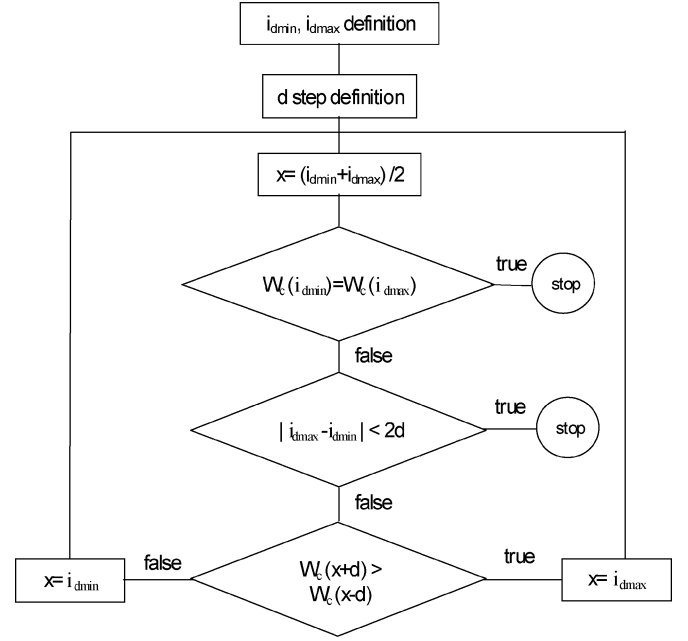 idmin, idmax definition
d step definition
x= (idmin+idmax) /2
Wc(idmin)=Wc(idmax)
true
stop
false
| idmax -idmin | < 2d
true
stop
false
Wc(x+d) >
Wc(x-d)
false
true
x= idmin
x= idmax